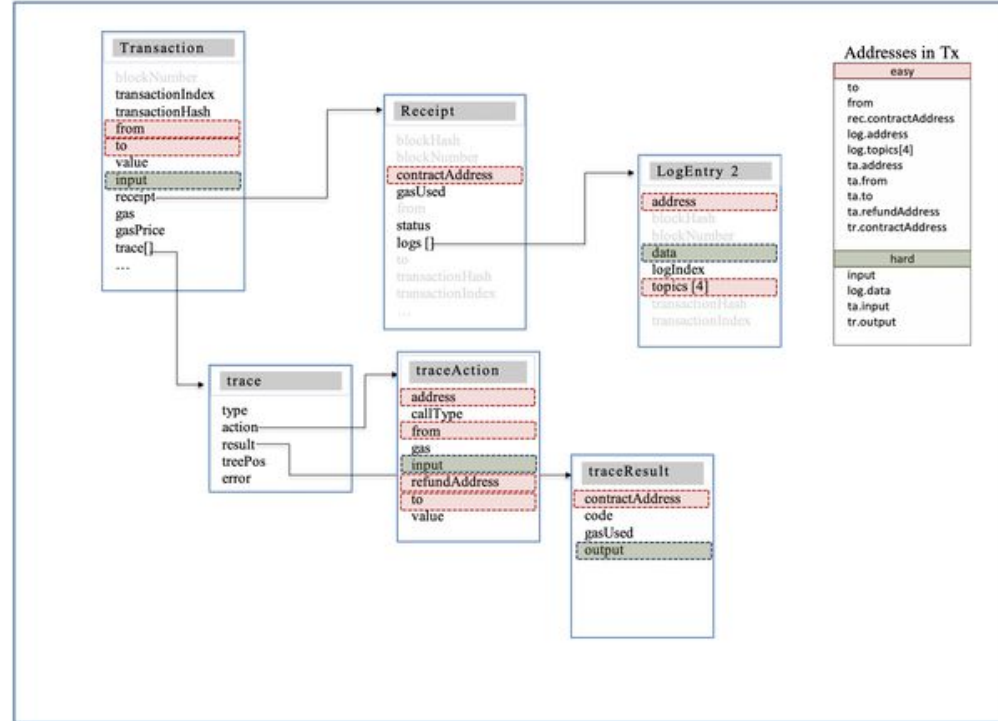 Transaction
blockNumber
transactionIndex
transactionHash
from
to
value
input
receipt
gas
gasPrice
trace[]
...
Receipt
blockHash
blockNumber
contractAddress
gasUsed
from
status
logs []
to
transactionHash
transactionIndex
...
LogEntry 2
address
blockHash
blockNumber
data
logIndex
topics [4]
transactionHash
transactionIndex
Addresses in Tx
easy
to
from
rec.contractAddress
log.address
log.topics[4]
ta.address
ta.from
ta.to
ta.refundAddress
tr.contractAddress
hard
input
log.data
ta.input
tr.output
trace
type
action
result
treePos
error
traceAction
address
callType
from
gas
input
refundAddress
to
value
traceResult
contractAddress
code
gasUsed
output